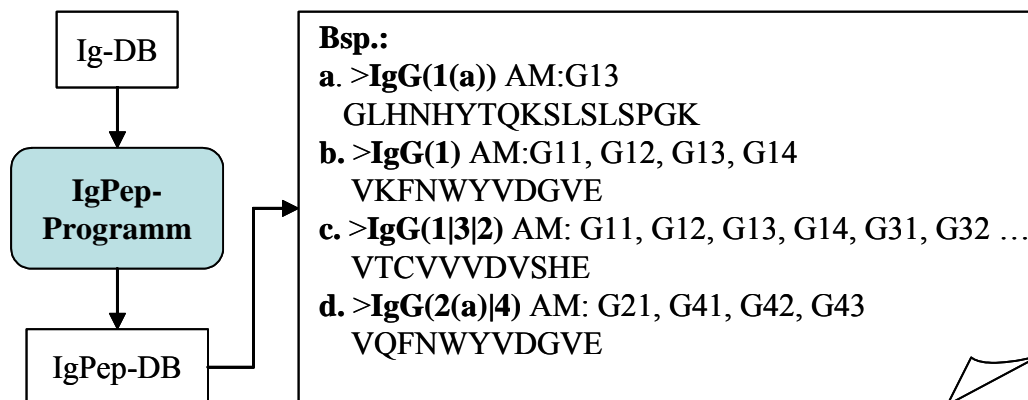 Ig-DB
IgPep-
Programm
IgPep-DB
Bsp.:
a. >IgG(1(a)) AM:G13
GLHNHYTQKSLSLSPGK
b. >IgG(1) AM:G11, G12, G13, G14
VKFNWYVDGVE
c. >IgG(1|3|2) AM: G11, G12, G13, G14, G31, G32 …
VTCVVVDVSHE
d. >IgG(2(a)|4) AM: G21, G41, G42, G43
VQFNWYVDGVE